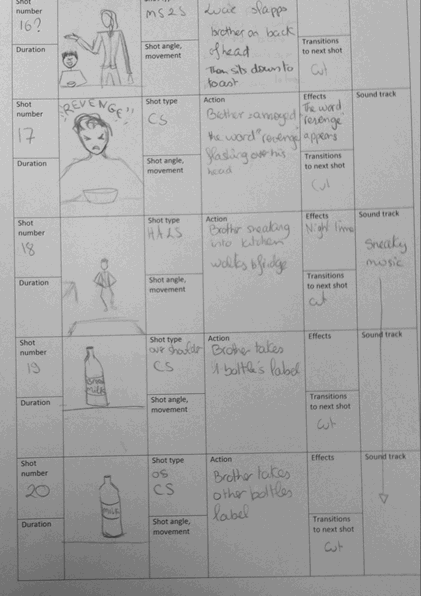 Shot
number
16?
Duration
MS2S
Shot angle,
movement
Lucie slapps
brother on back
of head
Then sits down to
toast
Transitions
to next shot
Cut
Shot
number
17
Duration
"REVENGE"
Shot type
CS
Shot angle,
movement
Action
Brother annoyed
the word "revenge"
flashing over his
head
Effects
The word
"revenge"
appears
Transitions
to next shot
Cut
Sound track
Shot
number
18
Duration
Shot type
HALS
Shot angle,
movement
Action
Brother sneaking
into kitchen
walks to fridge
Effects
Night time
Transitions
to next shot
cut
Sound track
Sneaky
music
Shot
number
19
Duration
MILK
Shot type
over shoulder
CS
Shot angle,
movement
Action
Brother takes
1 bottle's label
Effects
Transitions
to next shot
Cut
Sound track
Shot
number
20
Duration
MILK
Shot type
OS
CS
Shot angle,
movement
Action
Brother takes
other bottles
label
Effects
Transitions
to next shot
Cut
Sound track